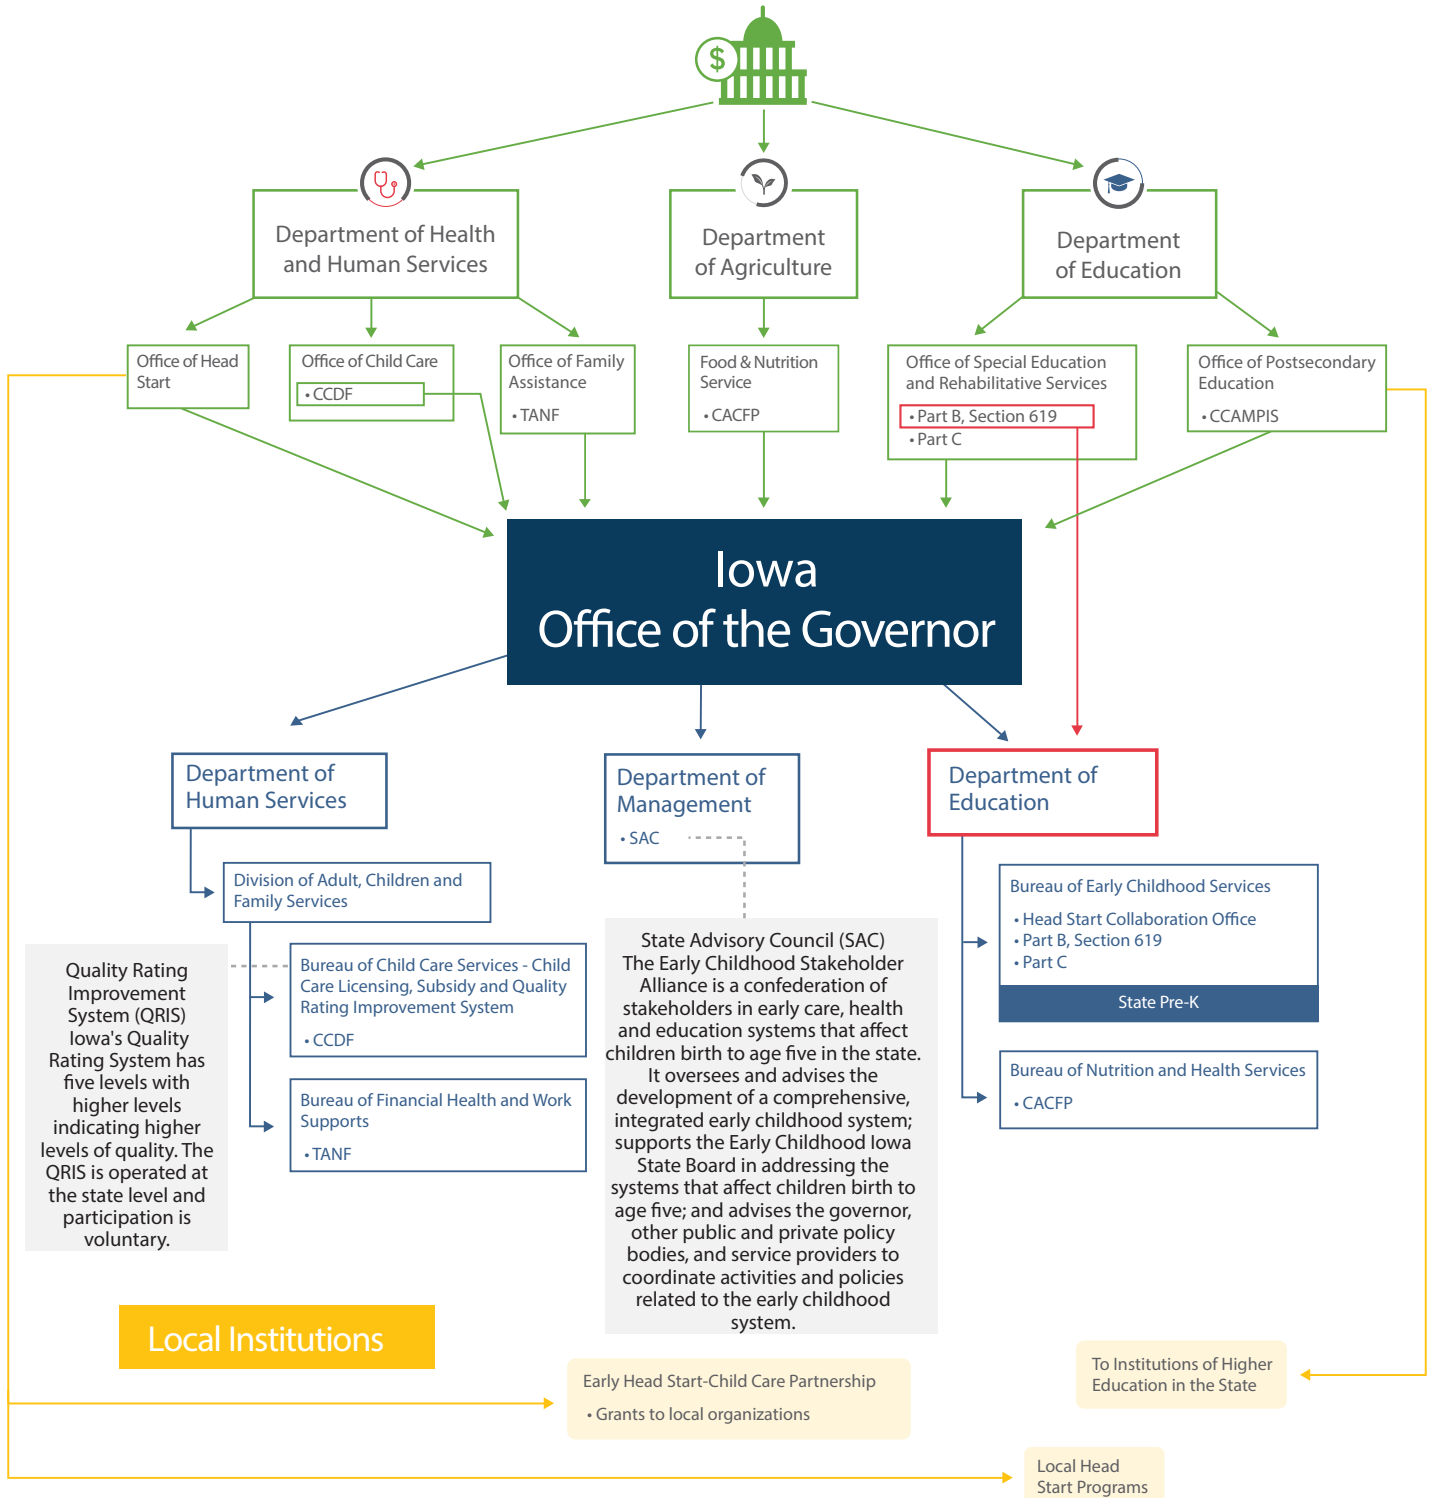 $
Department of Health
and Human Services
Department
of Agriculture
Department
of Education
Office of Head
Start
Office of Child Care
• CCDF
Office of Family
Assistance
• TANF
Food & Nutrition
Service
• CACFP
Office of Special Education
and Rehabilitative Services
• Part B, Section 619
• Part C
Office of Postsecondary
Education
• CCAMPIS
Iowa
Office of the Governor
Department of
Human Services
Division of Adult, Children and
Family Services
Bureau of Child Care Services - Child
Care Licensing, Subsidy and Quality
Rating Improvement System
• CCDF
Bureau of Financial Health and Work
Supports
• TANF
Quality Rating
Improvement
System (QRIS)
Iowa's Quality
Rating System has
five levels with
higher levels
indicating higher
levels of quality. The
QRIS is operated at
the state level and
participation is
voluntary.
Department of
Management
• SAC
State Advisory Council (SAC)
The Early Childhood Stakeholder
Alliance is a confederation of
stakeholders in early care, health
and education systems that affect
children birth to age five in the state.
It oversees and advises the
development of a comprehensive,
integrated early childhood system;
supports the Early Childhood Iowa
State Board in addressing the
systems that affect children birth to
age five; and advises the governor,
other public and private policy
bodies, and service providers to
coordinate activities and policies
related to the early childhood
system.
Department of
Education
Bureau of Early Childhood Services
• Head Start Collaboration Office
• Part B, Section 619
• Part C
State Pre-K
Bureau of Nutrition and Health Services
• CACFP
Local Institutions
Early Head Start-Child Care Partnership
• Grants to local organizations
To Institutions of Higher
Education in the State
Local Head
Start Programs